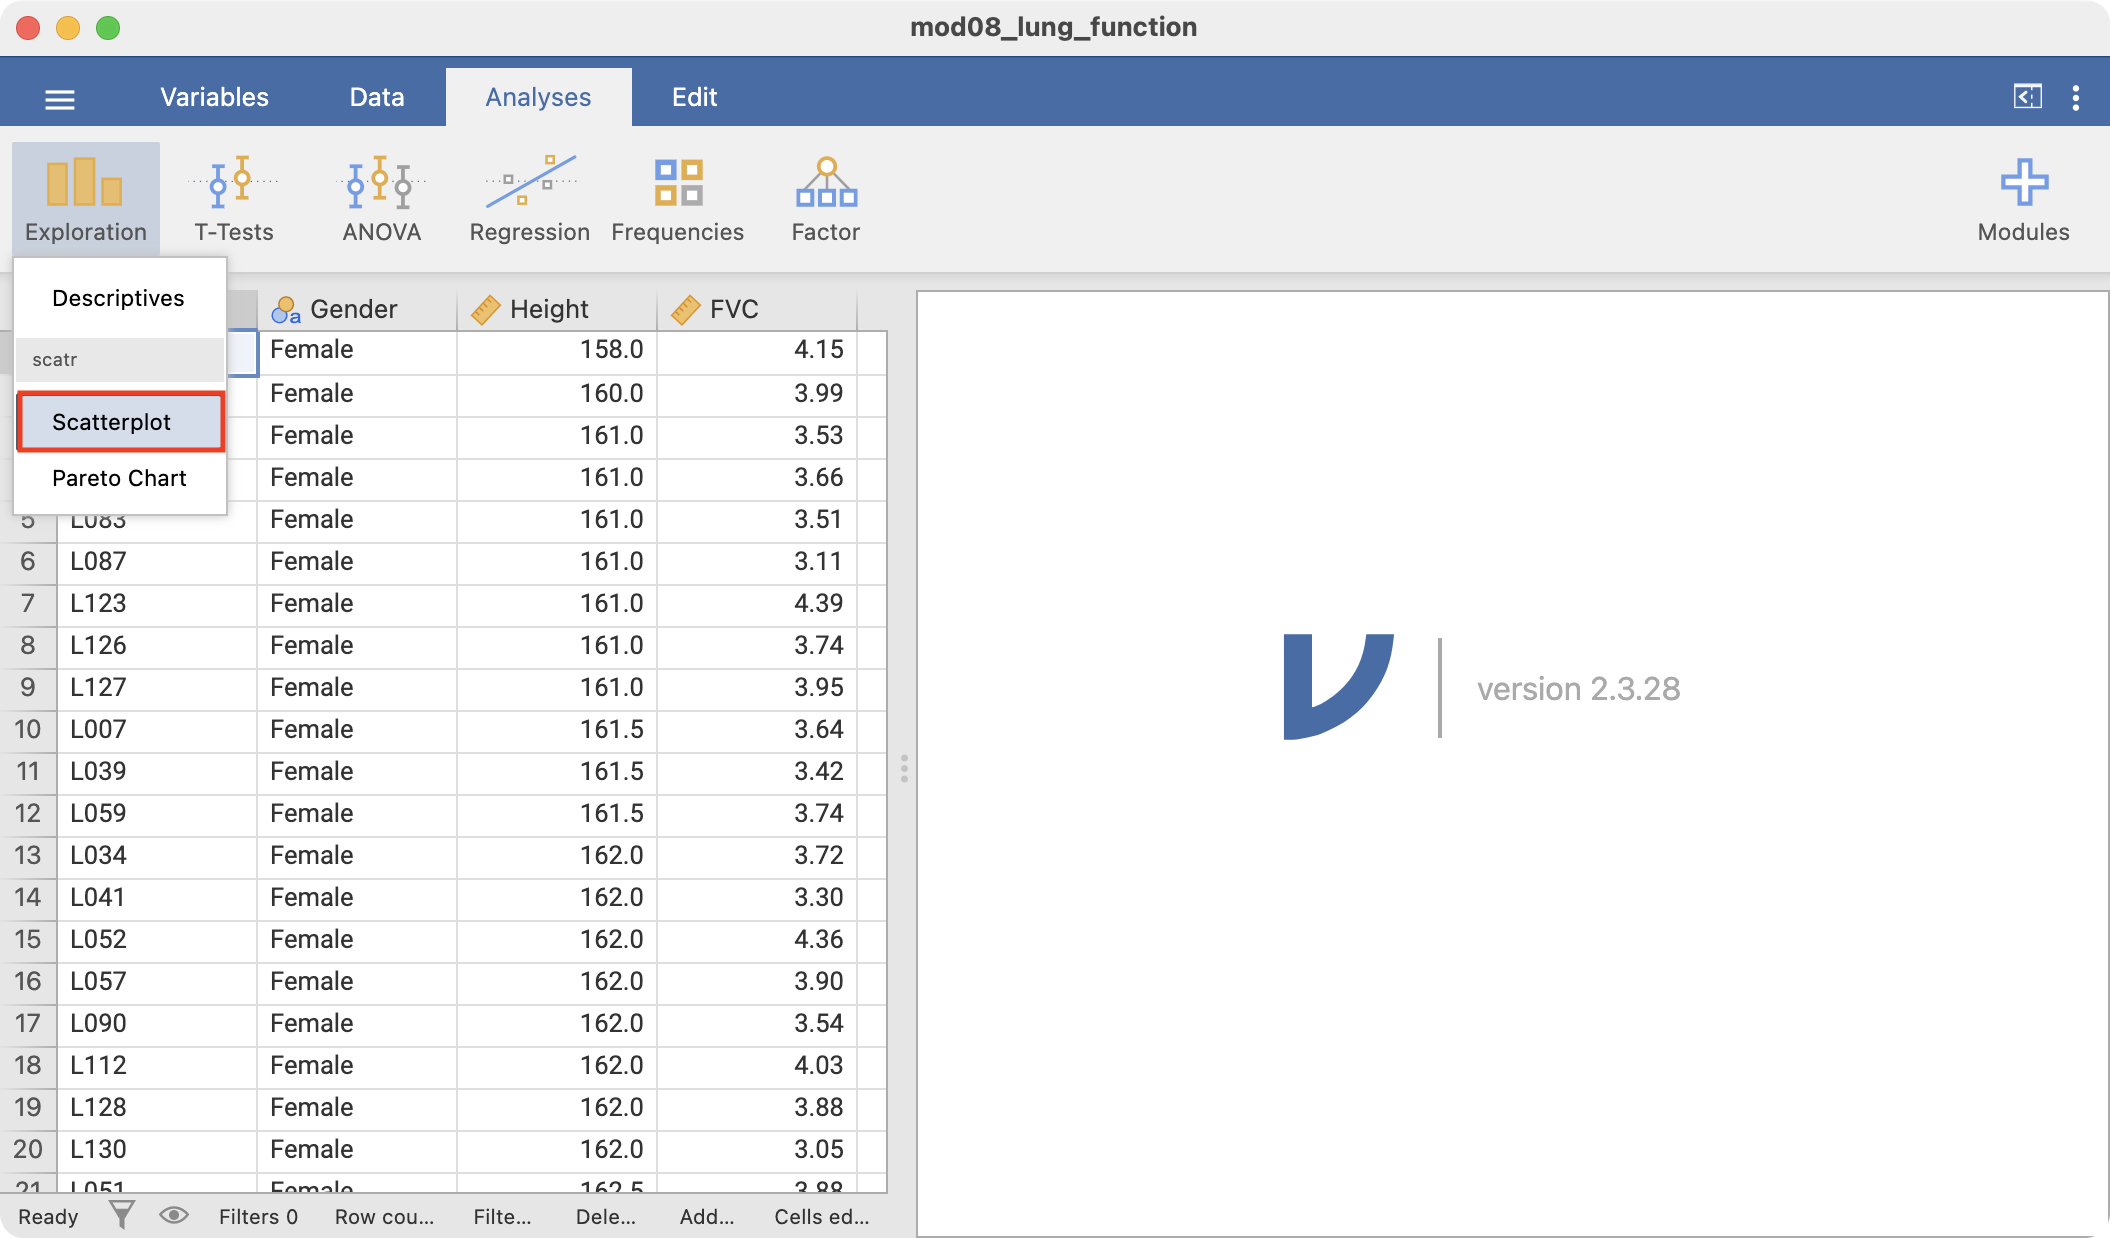 mod08_lung_function
Variables Data Analyses Edit
Exploration T-Tests ANOVA Regression Frequencies Factor Modules
Descriptives
scatr
Scatterplot
Pareto Chart
Gender Height FVC
Female 158.0 4.15
Female 160.0 3.99
Female 161.0 3.53
Female 161.0 3.66
5 L083 Female 161.0 3.51
6 L087 Female 161.0 3.11
7 L123 Female 161.0 4.39
8 L126 Female 161.0 3.74
9 L127 Female 161.0 3.95
10 L007 Female 161.5 3.64
11 L039 Female 161.5 3.42
12 L059 Female 161.5 3.74
13 L034 Female 162.0 3.72
14 L041 Female 162.0 3.30
15 L052 Female 162.0 4.36
16 L057 Female 162.0 3.90
17 L090 Female 162.0 3.54
18 L112 Female 162.0 4.03
19 L128 Female 162.0 3.88
20 L130 Female 162.0 3.05
21 L051 Female 162.5 3.88
version 2.3.28
Ready Filters 0 Row cou... Filte... Dele... Add... Cells ed...